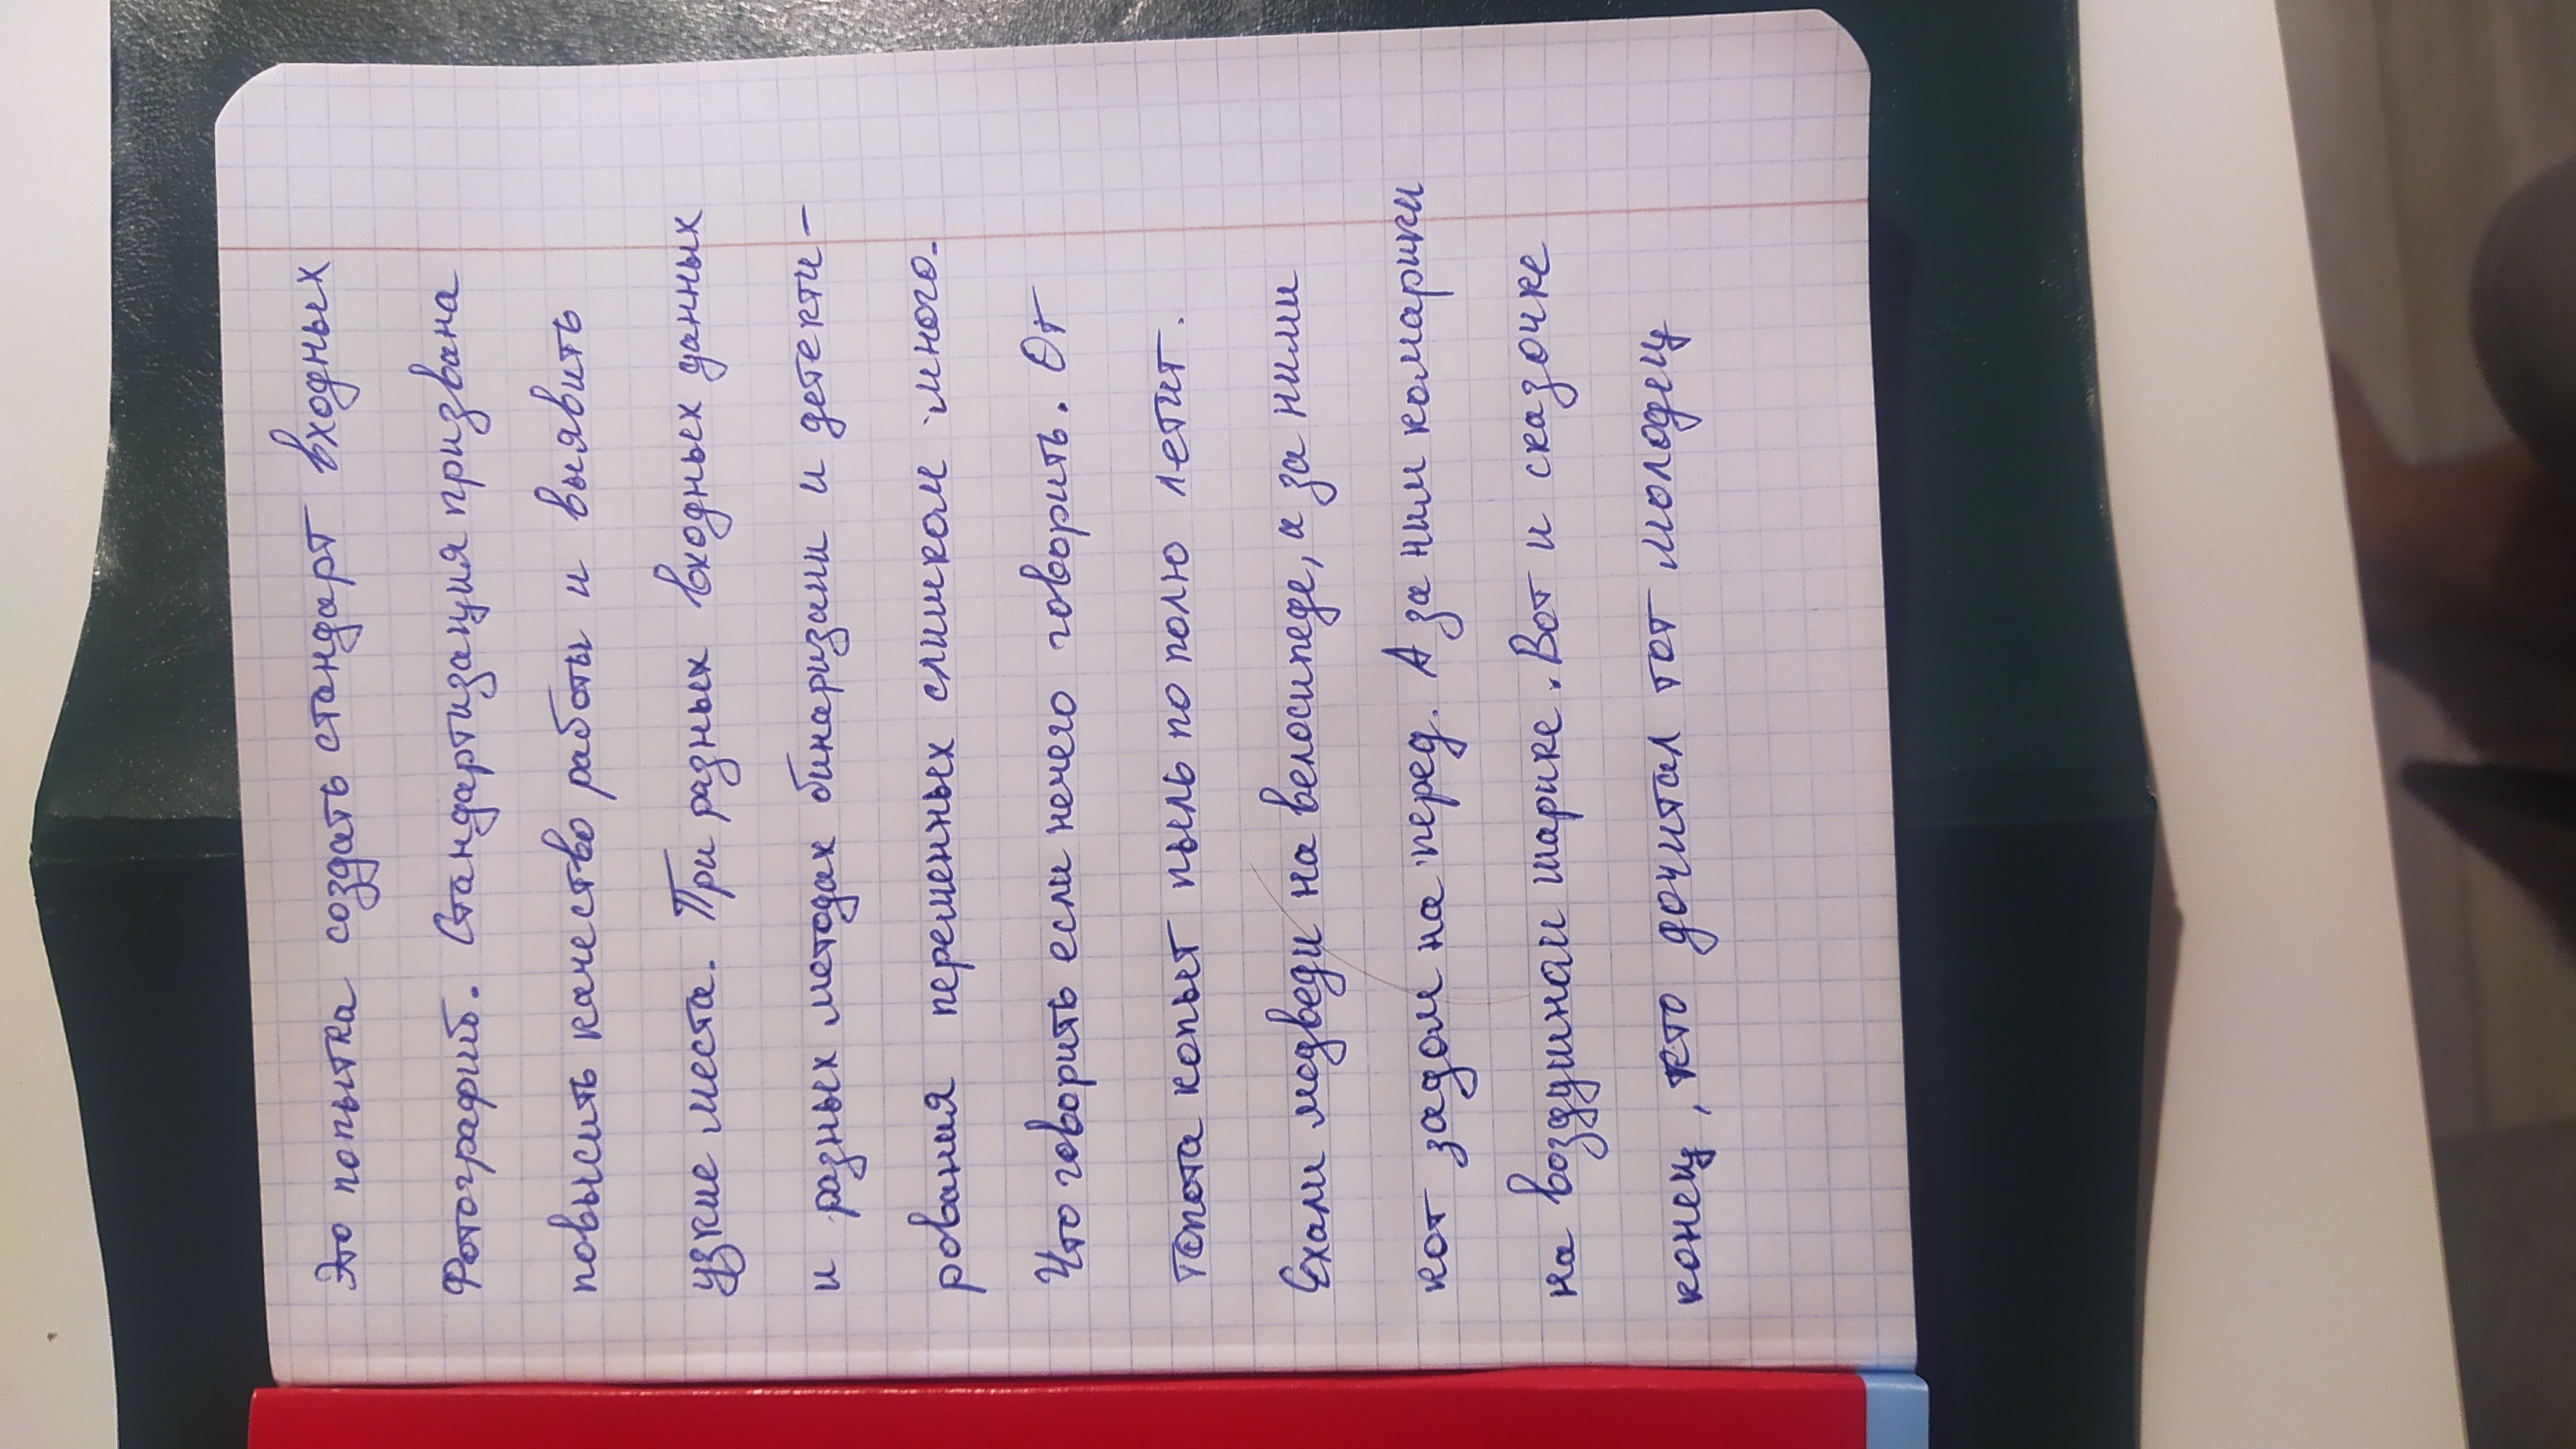 Это попытка создать стандарт входных
фотографий. Стандартизация призвана
повысить качество работы и выявить
узкие места. При разных входных данных
и разных методах бинаризаци и детекти-
рования переменных слишком много.
Что говорить если нечего говорить. От
топота копыт пыль по полю летит.
Ехали медведи на велосипеде, а за ними
кот задом на перед. А за ним комарики
на воздушном шарике. Вот и сказочке
конец, кто дочитал тот молодец